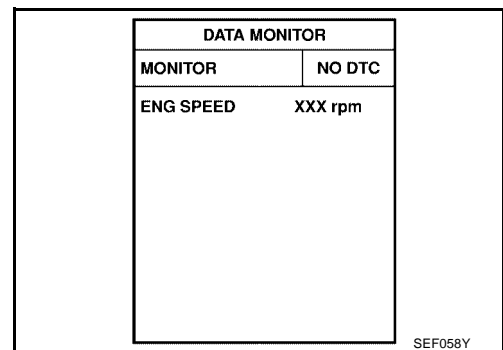 DATA MONITOR
MONITOR NO DTC
ENG SPEED XXX rpm
SEF058Y